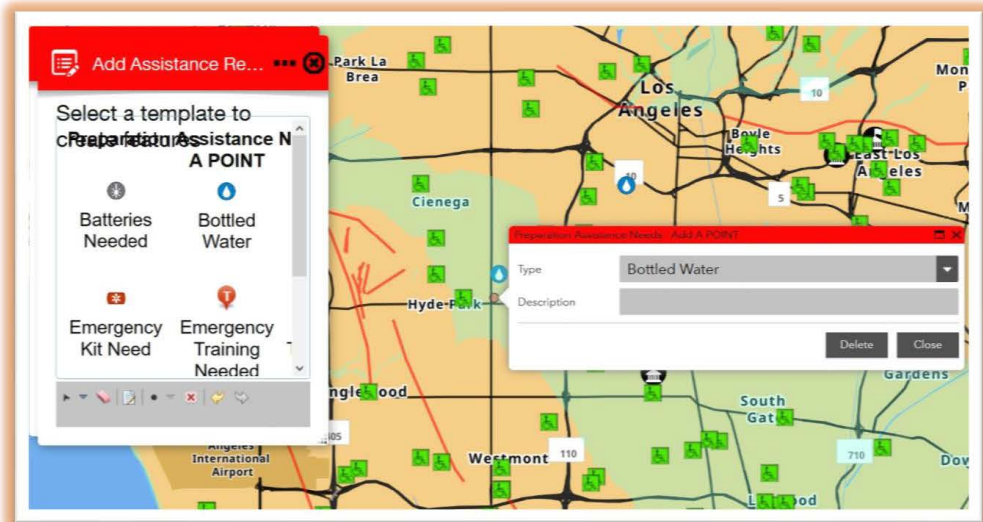 Add Assistance Re...
Select a template to
create features
Preparation Assistance N
A POINT
Batteries
Needed
Bottled
Water
Emergency
Kit Need
Emergency
Training
Needed
Park La
Brea
Los
Angeles
10
Boyle
Heights
East Los
Angeles
Mon
P
10
5
M
Cienega
Hyde Park
Preparation Assistance Needs - Add A POINT
Type
Bottled Water
Description
Delete
Close
Gardens
South
Gate
nglewood
405
Angeles
International
Airport
Westmont
110
710
Dow